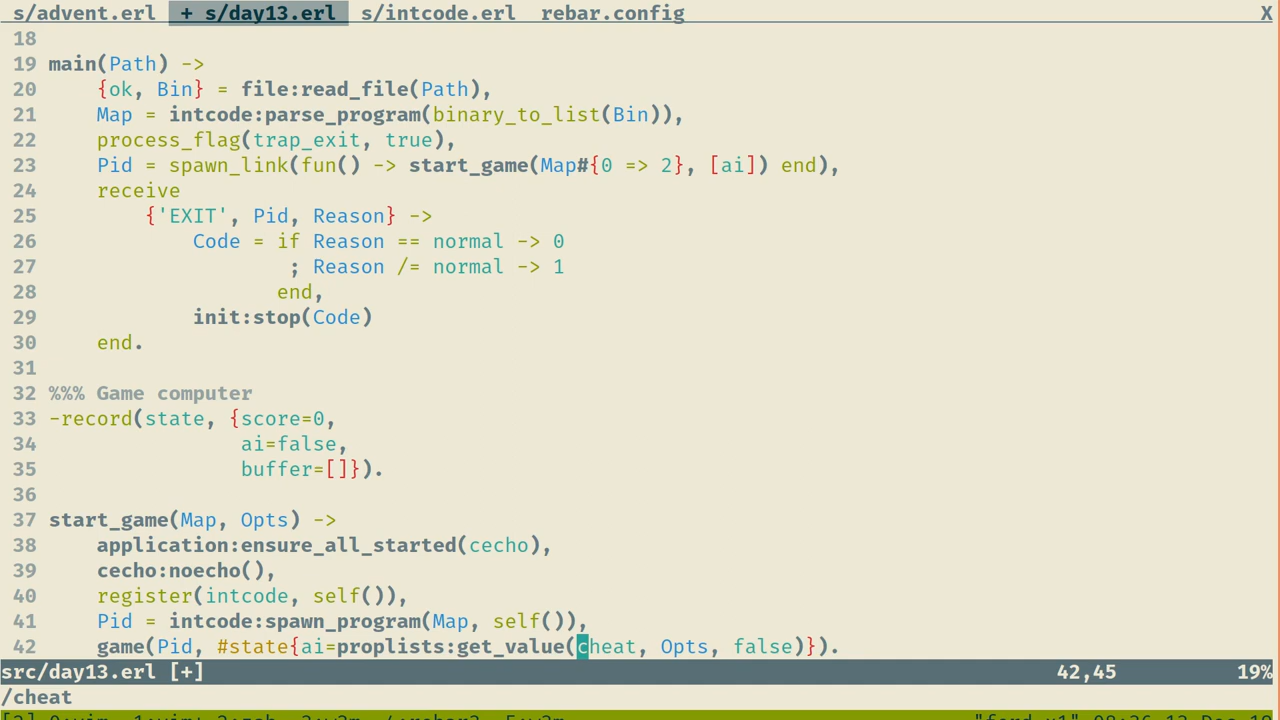 s/advent.erl + s/day13.erl s/intcode.erl rebar.config X
18
19 main(Path) ->
20     {ok, Bin} = file:read_file(Path),
21     Map = intcode:parse_program(binary_to_list(Bin)),
22     process_flag(trap_exit, true),
23     Pid = spawn_link(fun() -> start_game(Map#{0 => 2}, [ai]) end),
24     receive
25         {'EXIT', Pid, Reason} ->
26             Code = if Reason == normal -> 0
27                     ; Reason /= normal -> 1
28                    end,
29             init:stop(Code)
30     end.
31
32 %%% Game computer
33 -record(state, {score=0,
34                 ai=false,
35                 buffer=[]}).
36
37 start_game(Map, Opts) ->
38     application:ensure_all_started(cecho),
39     cecho:noecho(),
40     register(intcode, self()),
41     Pid = intcode:spawn_program(Map, self()),
42     game(Pid, #state{ai=proplists:get_value(cheat, Opts, false)}).
src/day13.erl [+] 42,45 19%
/cheat